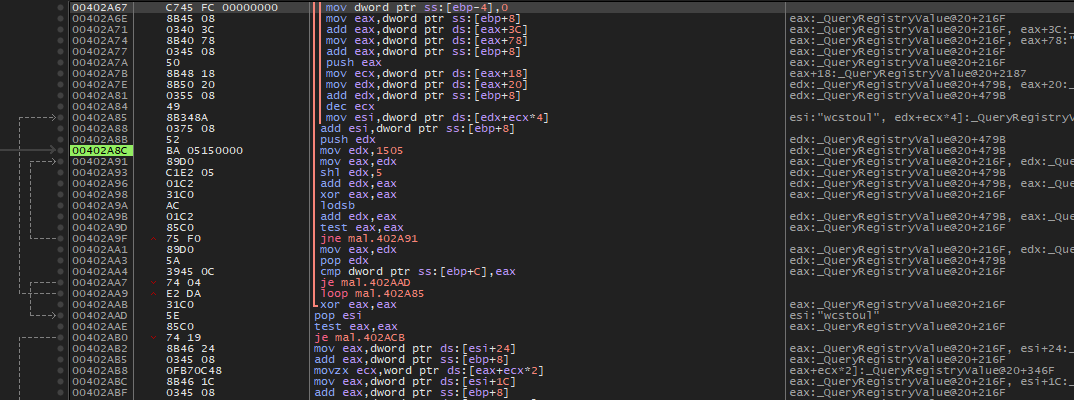 00402A67 C745 FC 00000000 mov dword ptr ss:[ebp-4],0
00402A6E 8B45 08 mov eax,dword ptr ss:[ebp+8] eax:_QueryRegistryValue@20+216F
00402A71 0340 3C add eax,dword ptr ds:[eax+3C] eax:_QueryRegistryValue@20+216F, eax+3C:_
00402A74 8B40 78 mov eax,dword ptr ds:[eax+78] eax:_QueryRegistryValue@20+216F, eax+78:"
00402A77 0345 08 add eax,dword ptr ss:[ebp+8] eax:_QueryRegistryValue@20+216F
00402A7A 50 push eax eax:_QueryRegistryValue@20+216F
00402A7B 8B48 18 mov ecx,dword ptr ds:[eax+18] eax+18:_QueryRegistryValue@20+2187
00402A7E 8B50 20 mov edx,dword ptr ds:[eax+20] edx:_QueryRegistryValue@20+479B, eax+20:_
00402A81 0355 08 add edx,dword ptr ss:[ebp+8] edx:_QueryRegistryValue@20+479B
00402A84 49 dec ecx
00402A85 8B348A mov esi,dword ptr ds:[edx+ecx*4] esi:"wcstoul", edx+ecx*4]:_QueryRegistryV
00402A88 0375 08 add esi,dword ptr ss:[ebp+8]
00402A8B 52 push edx edx:_QueryRegistryValue@20+479B
00402A8C BA 05150000 mov edx,1505 edx:_QueryRegistryValue@20+479B
00402A91 89D0 mov eax,edx eax:_QueryRegistryValue@20+216F, edx:_Que
00402A93 C1E2 05 shl edx,5 edx:_QueryRegistryValue@20+479B
00402A96 01C2 add edx,eax edx:_QueryRegistryValue@20+479B, eax:_Que
00402A98 31C0 xor eax,eax eax:_QueryRegistryValue@20+216F
00402A9A AC lodsb
00402A9B 01C2 add edx,eax edx:_QueryRegistryValue@20+479B, eax:_Que
00402A9D 85C0 test eax,eax eax:_QueryRegistryValue@20+216F
00402A9F 75 F0 jne mal.402A91
00402AA1 89D0 mov eax,edx eax:_QueryRegistryValue@20+216F, edx:_Que
00402AA3 5A pop edx edx:_QueryRegistryValue@20+479B
00402AA4 3945 0C cmp dword ptr ss:[ebp+C],eax eax:_QueryRegistryValue@20+216F
00402AA7 74 04 je mal.402AAD
00402AA9 E2 DA loop mal.402A85
00402AAB 31C0 xor eax,eax eax:_QueryRegistryValue@20+216F
00402AAD 5E pop esi esi:"wcstoul"
00402AAE 85C0 test eax,eax eax:_QueryRegistryValue@20+216F
00402AB0 74 19 je mal.402ACB
00402AB2 8B46 24 mov eax,dword ptr ds:[esi+24] eax:_QueryRegistryValue@20+216F, esi+24:_
00402AB5 0345 08 add eax,dword ptr ss:[ebp+8] eax:_QueryRegistryValue@20+216F
00402AB8 0FB70C48 movzx ecx,word ptr ds:[eax+ecx*2] eax+ecx*2]:_QueryRegistryValue@20+346F
00402ABC 8B46 1C mov eax,dword ptr ds:[esi+1C] eax:_QueryRegistryValue@20+216F, esi+1C:_
00402ABF 0345 08 add eax,dword ptr ss:[ebp+8] eax:_QueryRegistryValue@20+216F